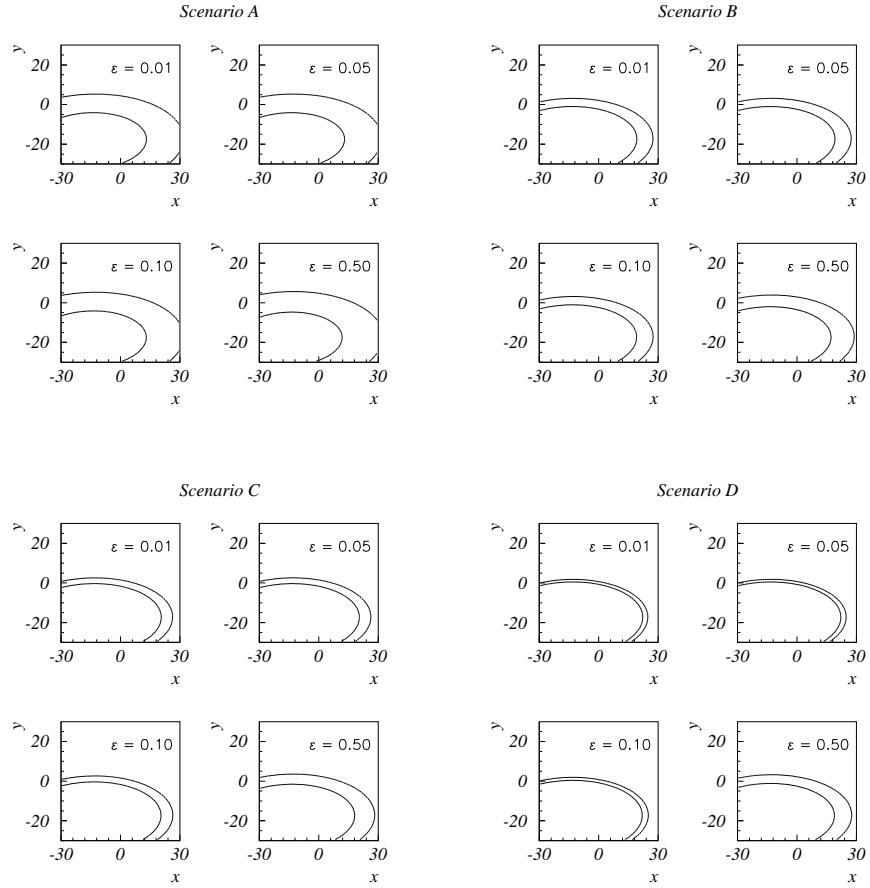 Scenario A
y
20
0
-20
-30
0
30
x
ε = 0.01
y
20
0
-20
-30
0
30
x
ε = 0.05
y
20
0
-20
-30
0
30
x
ε = 0.10
y
20
0
-20
-30
0
30
x
ε = 0.50
Scenario B
y
20
0
-20
-30
0
30
x
ε = 0.01
y
20
0
-20
-30
0
30
x
ε = 0.05
y
20
0
-20
-30
0
30
x
ε = 0.10
y
20
0
-20
-30
0
30
x
ε = 0.50
Scenario C
y
20
0
-20
-30
0
30
x
ε = 0.01
y
20
0
-20
-30
0
30
x
ε = 0.05
y
20
0
-20
-30
0
30
x
ε = 0.10
y
20
0
-20
-30
0
30
x
ε = 0.50
Scenario D
y
20
0
-20
-30
0
30
x
ε = 0.01
y
20
0
-20
-30
0
30
x
ε = 0.05
y
20
0
-20
-30
0
30
x
ε = 0.10
y
20
0
-20
-30
0
30
x
ε = 0.50